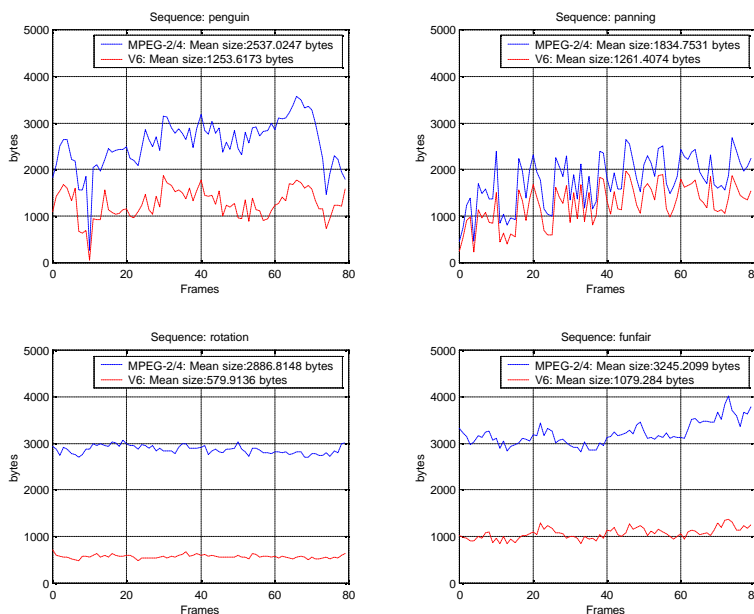 Sequence: penguin
5000
4000
3000
2000
1000
0
bytes
MPEG-2/4: Mean size:2537.0247 bytes
V6: Mean size:1253.6173 bytes
0 20 40 60 80
Frames
Sequence: panning
5000
4000
3000
2000
1000
0
bytes
MPEG-2/4: Mean size:1834.7531 bytes
V6: Mean size:1261.4074 bytes
0 20 40 60 80
Frames
Sequence: rotation
5000
4000
3000
2000
1000
0
bytes
MPEG-2/4: Mean size:2886.8148 bytes
V6: Mean size:579.9136 bytes
0 20 40 60 80
Frames
Sequence: funfair
5000
4000
3000
2000
1000
0
bytes
MPEG-2/4: Mean size:3245.2099 bytes
V6: Mean size:1079.284 bytes
0 20 40 60 8
Frames